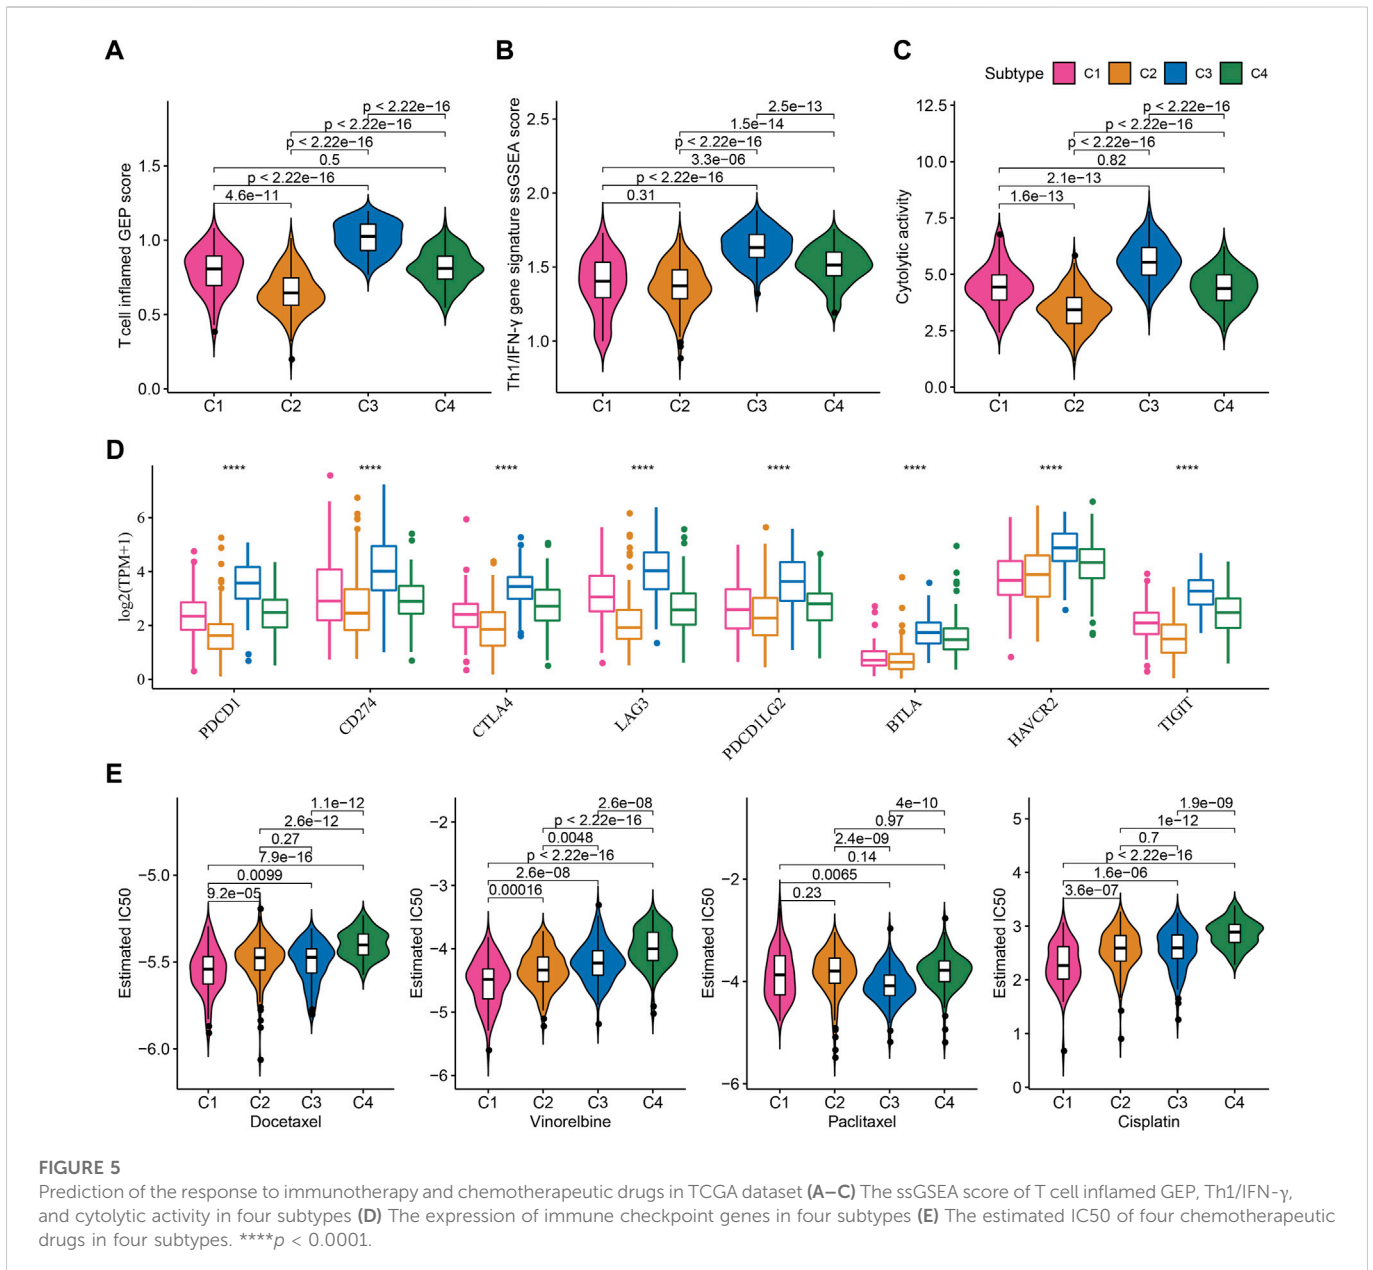 A
B
C
Subtype C1 C2 C3 C4
T cell inflamed GEP score
0.0
0.5
1.0
1.5
p < 2.22e−16
p < 2.22e−16
p < 2.22e−16
0.5
p < 2.22e−16
4.6e−11
C1 C2 C3 C4
Th1/IFN-γ gene signature ssGSEA score
1.0
1.5
2.0
2.5
2.5e−13
1.5e−14
p < 2.22e−16
3.3e−06
p < 2.22e−16
0.31
C1 C2 C3 C4
Cytolytic activity
0.0
2.5
5.0
7.5
10.0
12.5
p < 2.22e−16
p < 2.22e−16
p < 2.22e−16
0.82
2.1e−13
1.6e−13
C1 C2 C3 C4
D
log2(TPM+1)
0
2
4
6
**** **** **** **** **** **** **** ****
PDCD1 CD274 CTLA4 LAG3 PDCD1LG2 BTLA HAVCR2 TIGIT
E
Estimated IC50
−5.0
−5.5
−6.0
1.1e−12
2.6e−12
0.27
7.9e−16
0.0099
9.2e−05
C1 C2 C3 C4
Docetaxel
Estimated IC50
−2
−3
−4
−5
−6
2.6e−08
p < 2.22e−16
0.0048
p < 2.22e−16
2.6e−08
0.00016
C1 C2 C3 C4
Vinorelbine
Estimated IC50
−2
−4
−6
4e−10
0.97
2.4e−09
0.14
0.0065
0.23
C1 C2 C3 C4
Paclitaxel
Estimated IC50
5
4
3
2
1
0
1.9e−09
1e−12
0.7
p < 2.22e−16
1.6e−06
3.6e−07
C1 C2 C3 C4
Cisplatin
FIGURE 5
Prediction of the response to immunotherapy and chemotherapeutic drugs in TCGA dataset (A–C) The ssGSEA score of T cell inflamed GEP, Th1/IFN-γ,
and cytolytic activity in four subtypes (D) The expression of immune checkpoint genes in four subtypes (E) The estimated IC50 of four chemotherapeutic
drugs in four subtypes. ****p < 0.0001.